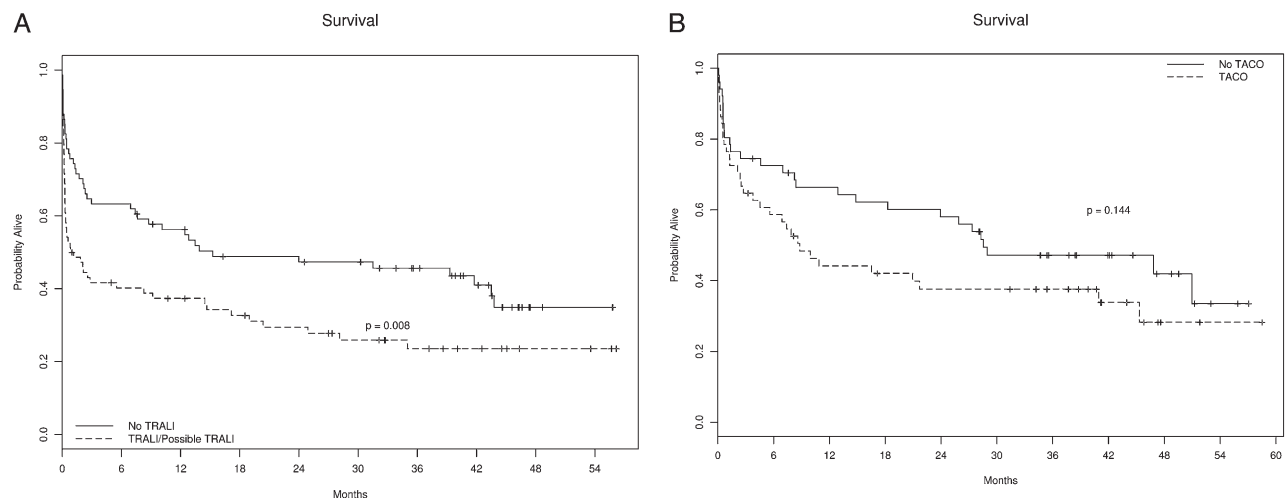 A
Survival
Probability Alive
1.0
0.8
0.6
0.4
0.2
0.0
p = 0.008
No TRALI
TRALI/Possible TRALI
0 6 12 18 24 30 36 42 48 54
Months
B
Survival
Probability Alive
1.0
0.8
0.6
0.4
0.2
0.0
No TACO
TACO
p = 0.144
0 6 12 18 24 30 36 42 48 54 60
Months